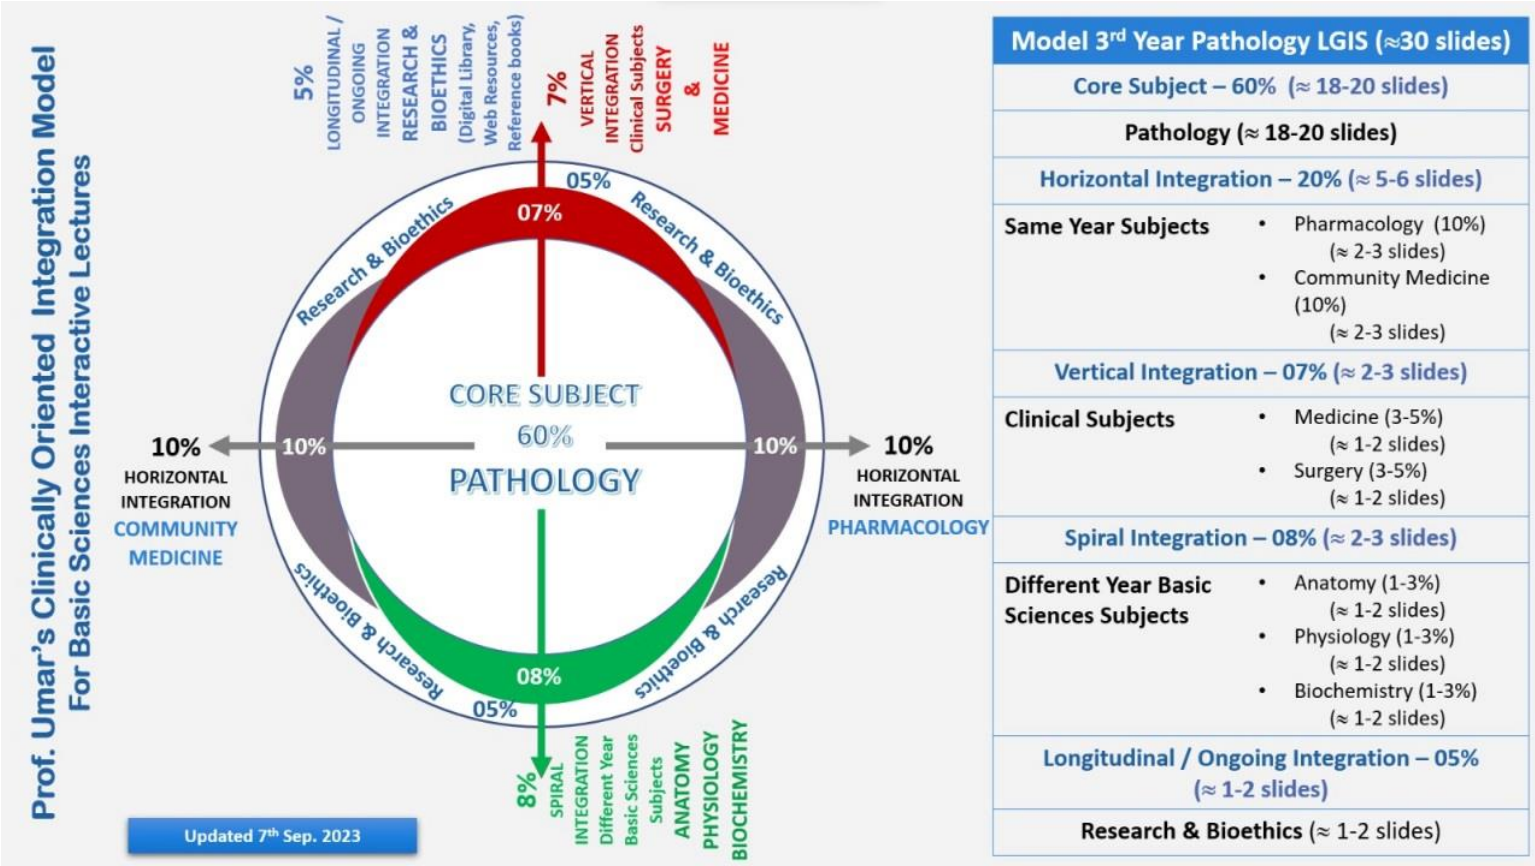 Prof. Umar's Clinically Oriented Integration Model
For Basic Sciences Interactive Lectures
5%
LONGITUDINAL /
ONGOING
INTEGRATION
RESEARCH &
BIOETHICS
(Digital Library,
Web Resources,
Reference books)
7%
VERTICAL
INTEGRATION
Clinical Subjects
SURGERY
&
MEDICINE
05%
Research & Bioethics
Research & Bioethics
07%
CORE SUBJECT
60%
PATHOLOGY
10%
HORIZONTAL
INTEGRATION
COMMUNITY
MEDICINE
10%
10%
10%
HORIZONTAL
INTEGRATION
PHARMACOLOGY
Research & Bioethics
Research & Bioethics
08%
05%
8%
SPIRAL
INTEGRATION
Different Year
Basic Sciences
Subjects
ANATOMY
PHYSIOLOGY
BIOCHEMISTRY
Updated 7th Sep. 2023
Model 3rd Year Pathology LGIS (≈30 slides)
Core Subject – 60% (≈ 18-20 slides)
Pathology (≈ 18-20 slides)
Horizontal Integration – 20% (≈ 5-6 slides)
Same Year Subjects
• Pharmacology (10%)
(≈ 2-3 slides)
• Community Medicine
(10%)
(≈ 2-3 slides)
Vertical Integration – 07% (≈ 2-3 slides)
Clinical Subjects
• Medicine (3-5%)
(≈ 1-2 slides)
• Surgery (3-5%)
(≈ 1-2 slides)
Spiral Integration – 08% (≈ 2-3 slides)
Different Year Basic
Sciences Subjects
• Anatomy (1-3%)
(≈ 1-2 slides)
• Physiology (1-3%)
(≈ 1-2 slides)
• Biochemistry (1-3%)
(≈ 1-2 slides)
Longitudinal / Ongoing Integration – 05%
(≈ 1-2 slides)
Research & Bioethics (≈ 1-2 slides)